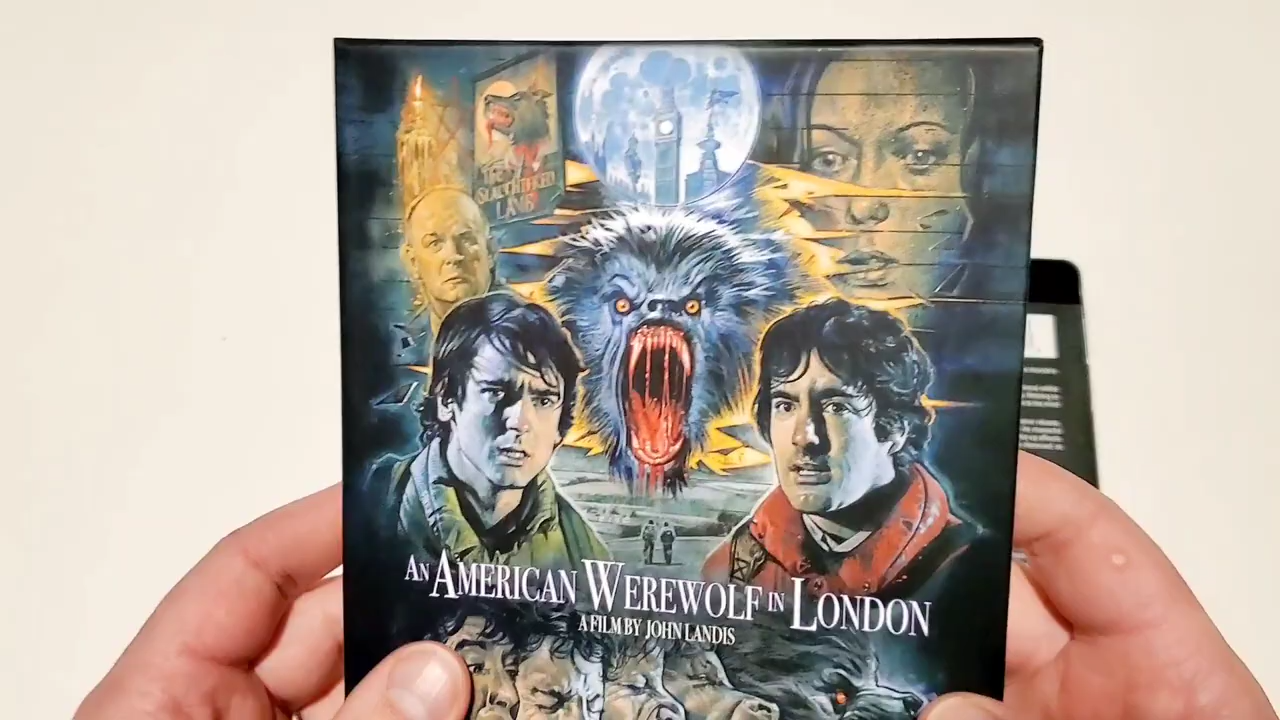 THE
SLAUGHTERED
LAMB
AN AMERICAN WEREWOLF IN LONDON
A FILM BY JOHN LANDIS